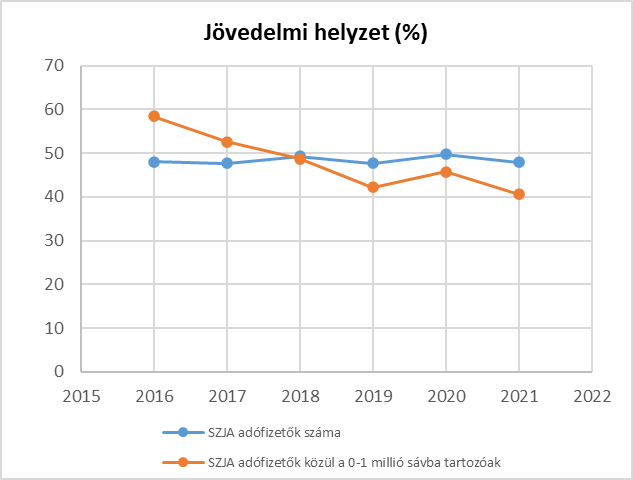 Jövedelmi helyzet (%)
70
60
50
40
30
20
10
0
2015 2016 2017 2018 2019 2020 2021 2022
SZJA adófizetők száma
SZJA adófizetők közül a 0-1 millió sávba tartozóak